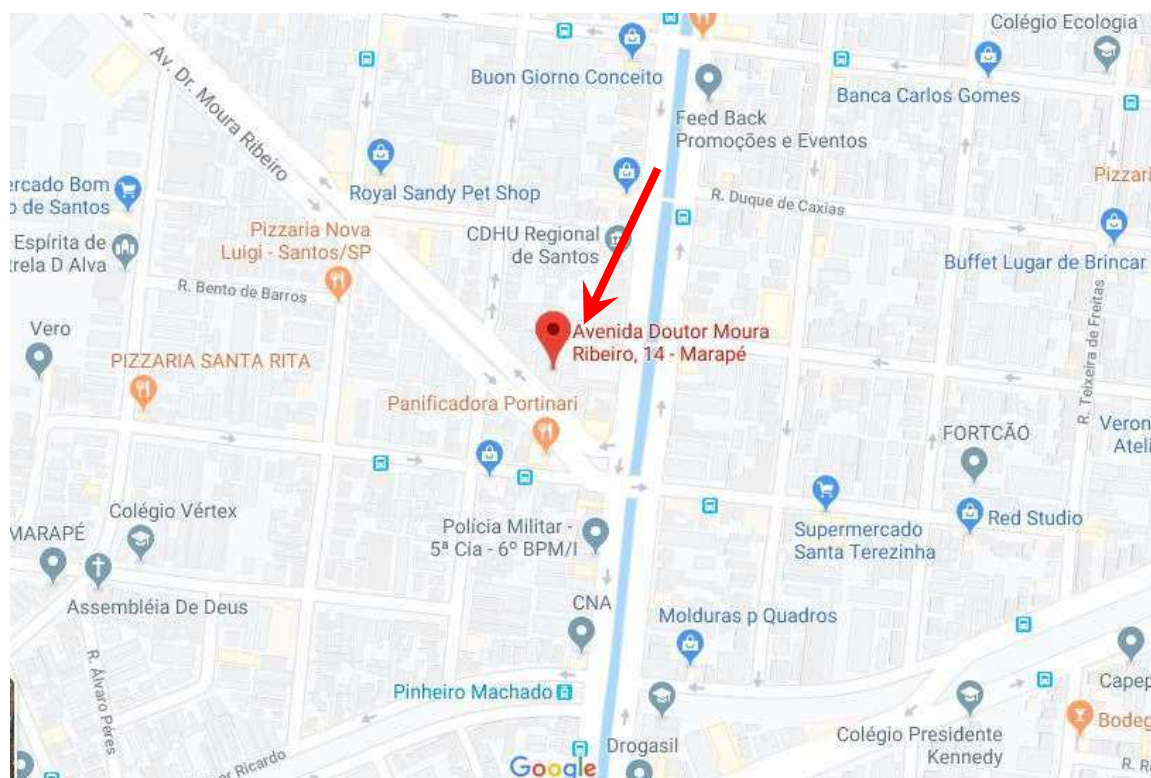 Colégio Ecologia
Av. Dr. Moura Ribeiro
Buon Giorno Conceito
Banca Carlos Gomes
Feed Back
Promoções e Eventos
ercado Bom
o de Santos
Royal Sandy Pet Shop
Pizzari
R. Duque de Caxias
Espírita de
trela D Alva
Pizzaria Nova
Luigi - Santos/SP
CDHU Regional
de Santos
Buffet Lugar de Brincar
R. Bento de Barros
R. Teixeira de Freitas
Vero
Avenida Doutor Moura
Ribeiro, 14 - Marapé
PIZZARIA SANTA RITA
Panificadora Portinari
FORTCÃO
Veron
Ateli
Colégio Vértex
MARAPÉ
Polícia Militar -
5ª Cia - 6º BPM/I
Supermercado
Santa Terezinha
Red Studio
Assembléia De Deus
CNA
Molduras p Quadros
R. Álvaro Péres
Pinheiro Machado
Capep
Colégio Presidente
Kennedy
Bodeg
or Ricardo
Drogasil
Google